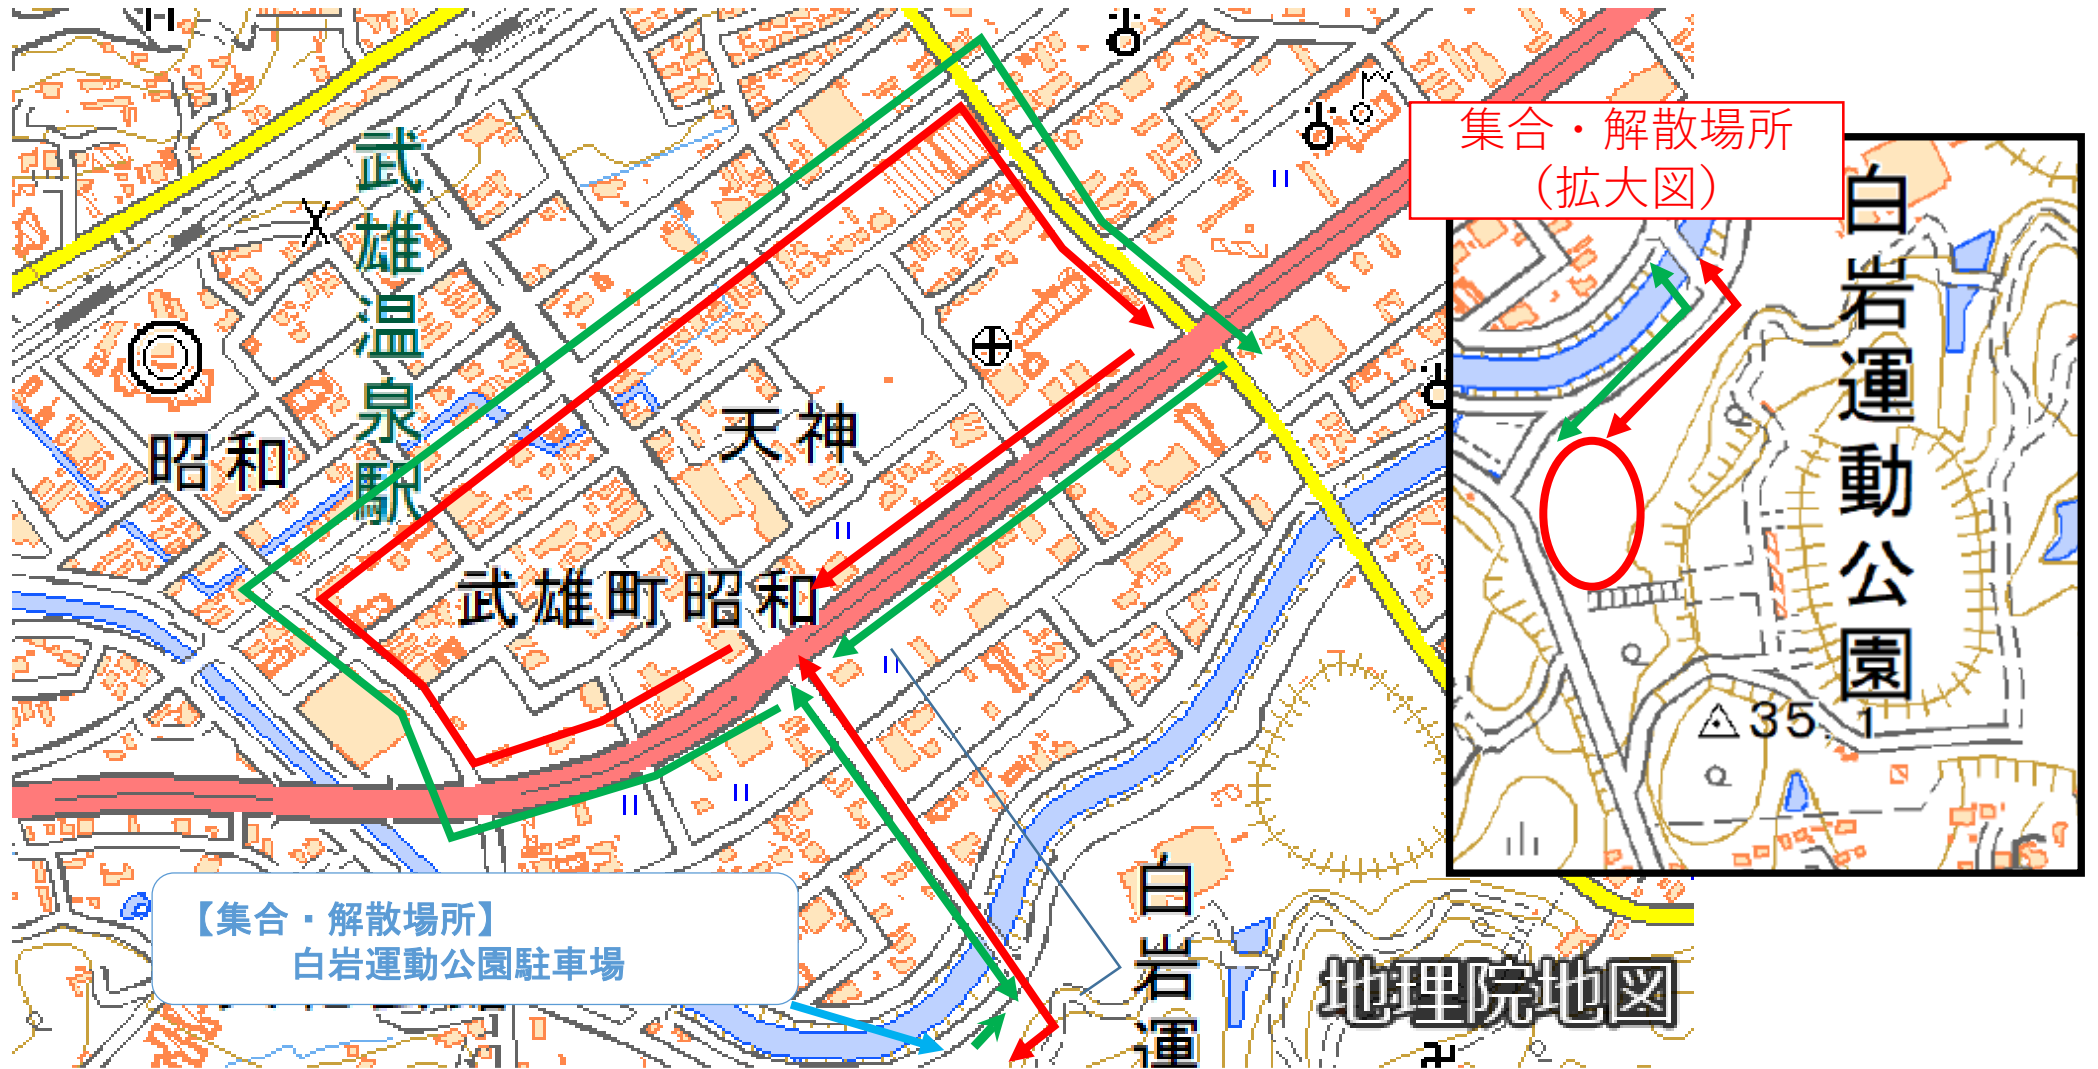 武雄温泉駅
集合・解散場所
（拡大図）
白岩運動公園
昭和
天神
武雄町昭和
35.1
【集合・解散場所】
白岩運動公園駐車場
白岩運
地理院地図